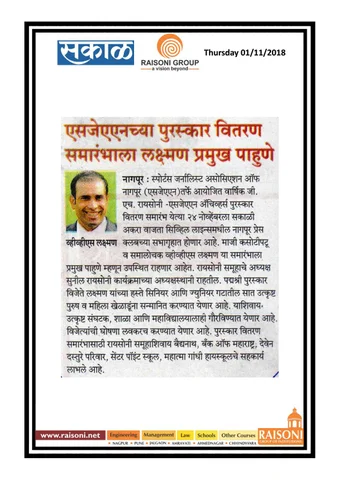 सकाळ
RAISONI GROUP
a vision beyond
Thursday 01/11/2018
एसजेएएनच्या पुरस्कार वितरण
समारंभाला लक्ष्मण प्रमुख पाहुणे
नागपूर : स्पोर्टस जर्नालिस्ट असोसिएशन ऑफ
नागपूर (एसजेएएन)तर्फे आयोजित वार्षिक जी.
एच. रायसोनी -एसजेएएन अॅचिव्हर्स पुरस्कार
वितरण समारंभ येत्या २४ नोव्हेंबरला सकाळी
अकरा वाजता सिव्हिल लाइन्समधील नागपूर प्रेस
व्हीव्हीएस लक्ष्मण
क्लबच्या सभागृहात होणार आहे. माजी कसोटीपटू
व समालोचक व्हीव्हीएस लक्ष्मण या समारंभाला
प्रमुख पाहुणे म्हणून उपस्थित राहणार आहेत. रायसोनी समूहाचे अध्यक्ष
सुनील रायसोनी कार्यक्रमाच्या अध्यक्षस्थानी राहतील. पद्मश्री पुरस्कार
विजेते लक्ष्मण यांच्या हस्ते सिनियर आणि ज्युनियर गटातील सात उत्कृष्ट
पुरुष व महिला खेळाडूंना सन्मानित करण्यात येणार आहे. याशिवाय-
उत्कृष्ट संघटक, शाळा आणि महाविद्यालयालाही गौरविण्यात येणार आहे.
विजेत्यांची घोषणा लवकरच करण्यात येणार आहे. पुरस्कार वितरण
समारंभासाठी रायसोनी समूहाशिवाय बैद्यनाथ, बँक ऑफ महाराष्ट्र, देवेन
दस्तुरे परिवार, सेंटर पॉइंट स्कूल, महात्मा गांधी हायस्कूलचे सहकार्य
लाभले आहे.
www.raisoni.net
Engineering Management Law Schools Other Courses
NAGPUR PUNE JALGAON AMRAVATI AHMEDNAGAR CHHINDWARA
RAISONI